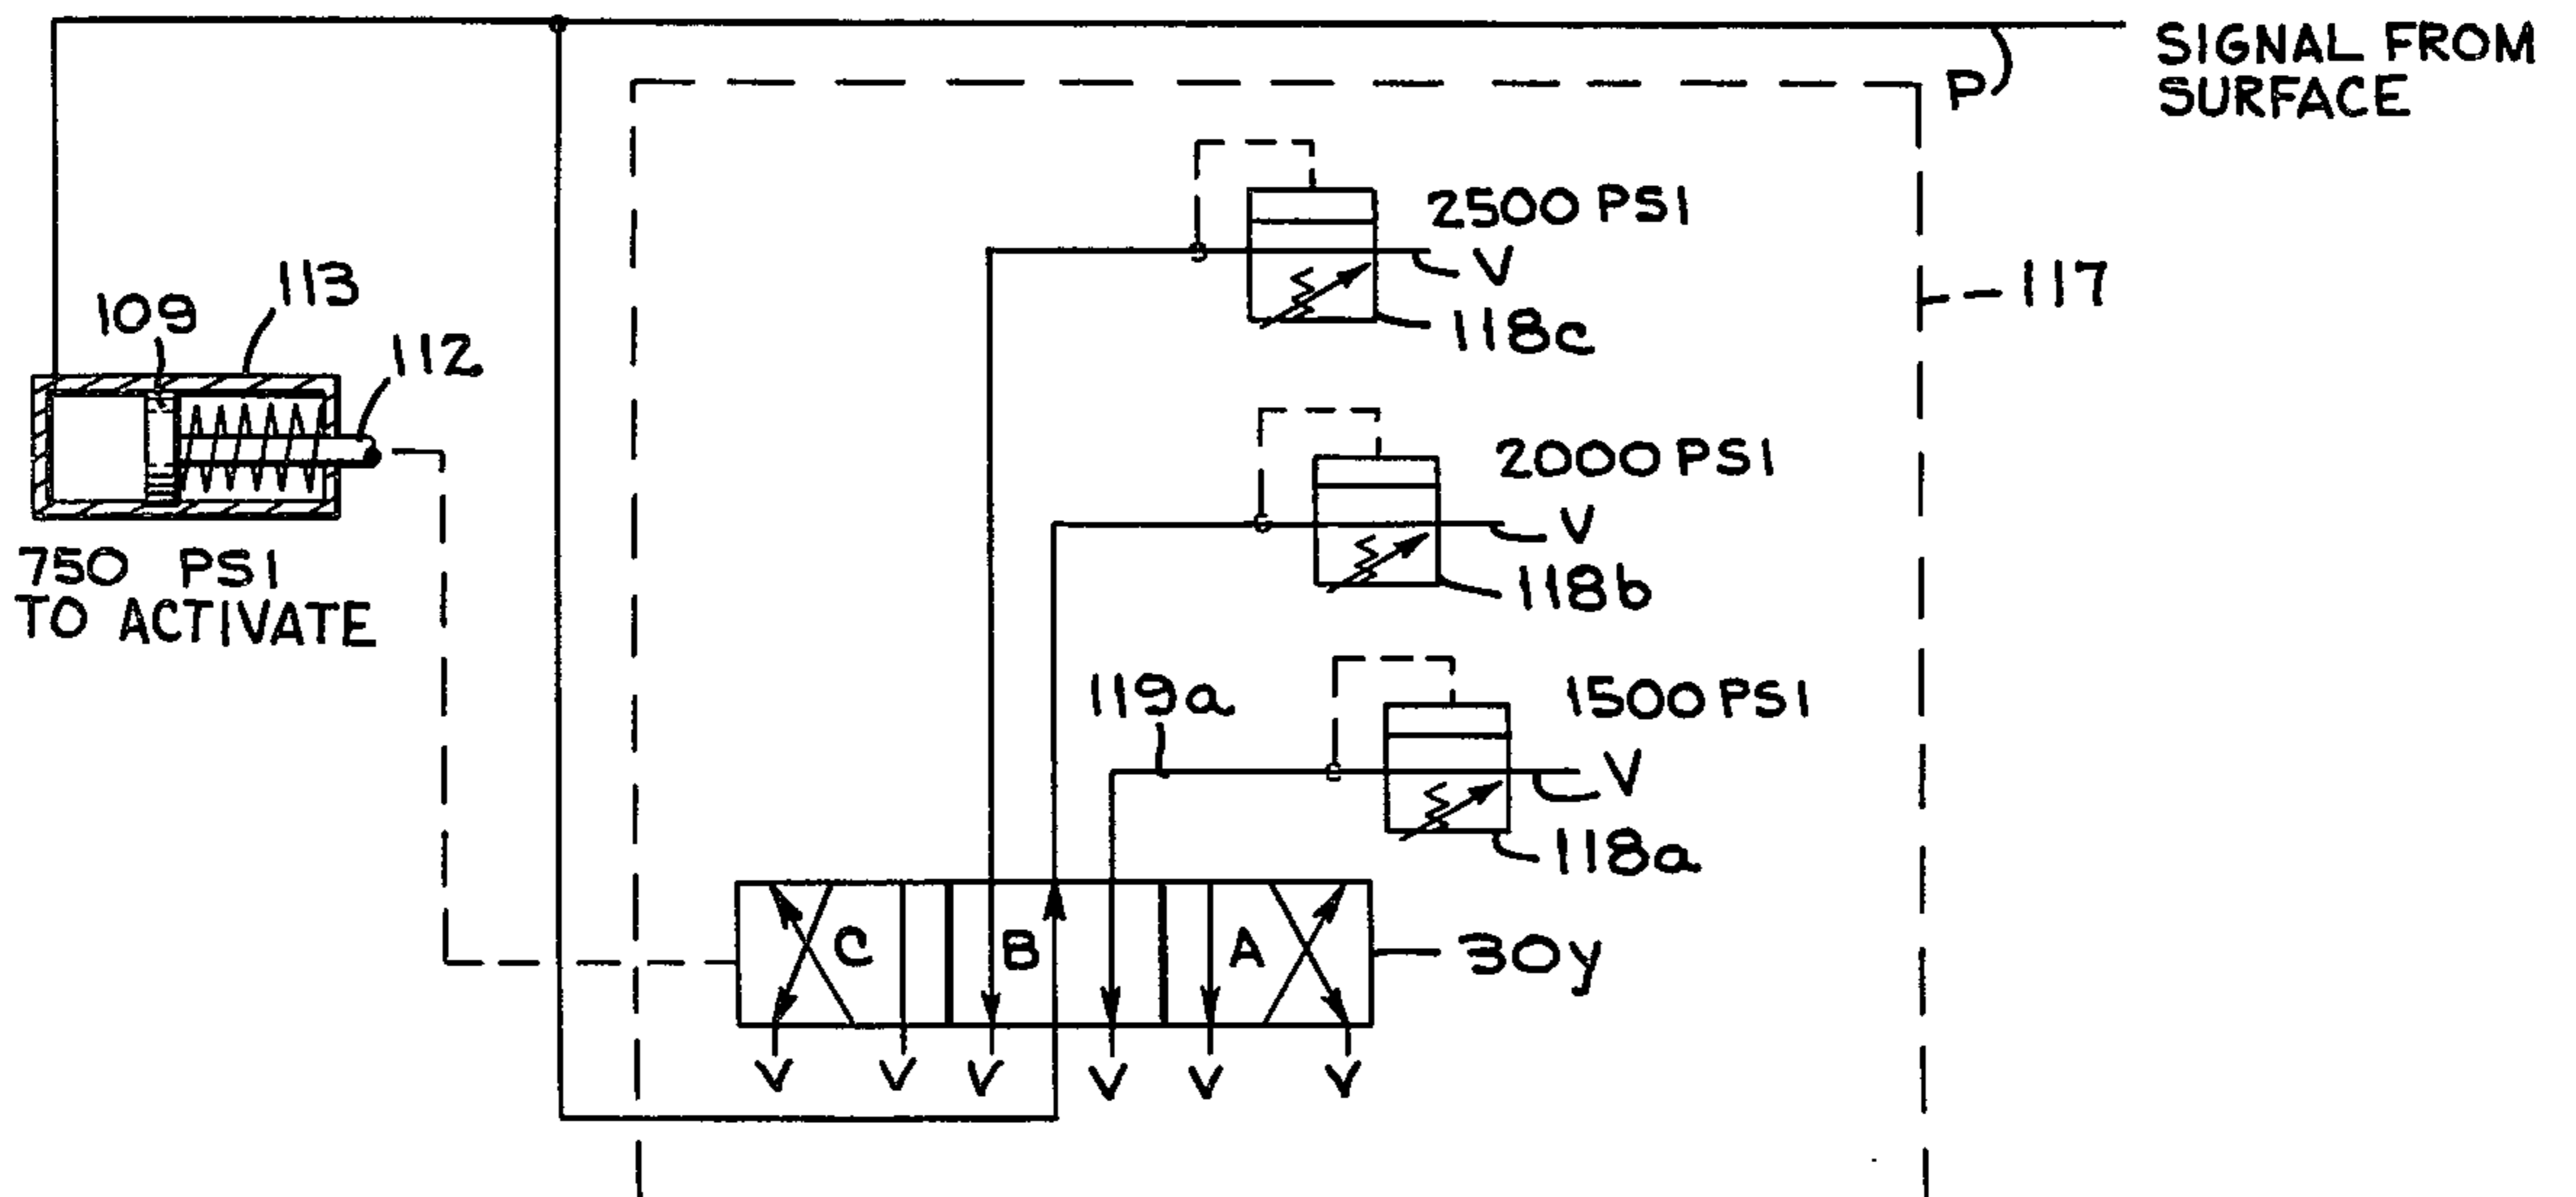 SIGNAL FROM
SURFACE
P
2500 PSI
V
118c
117
109
113
112
750 PSI
TO ACTIVATE
2000 PSI
V
118b
119a
1500 PSI
V
118a
C
B
A
30y
V
V
V
V
V
V